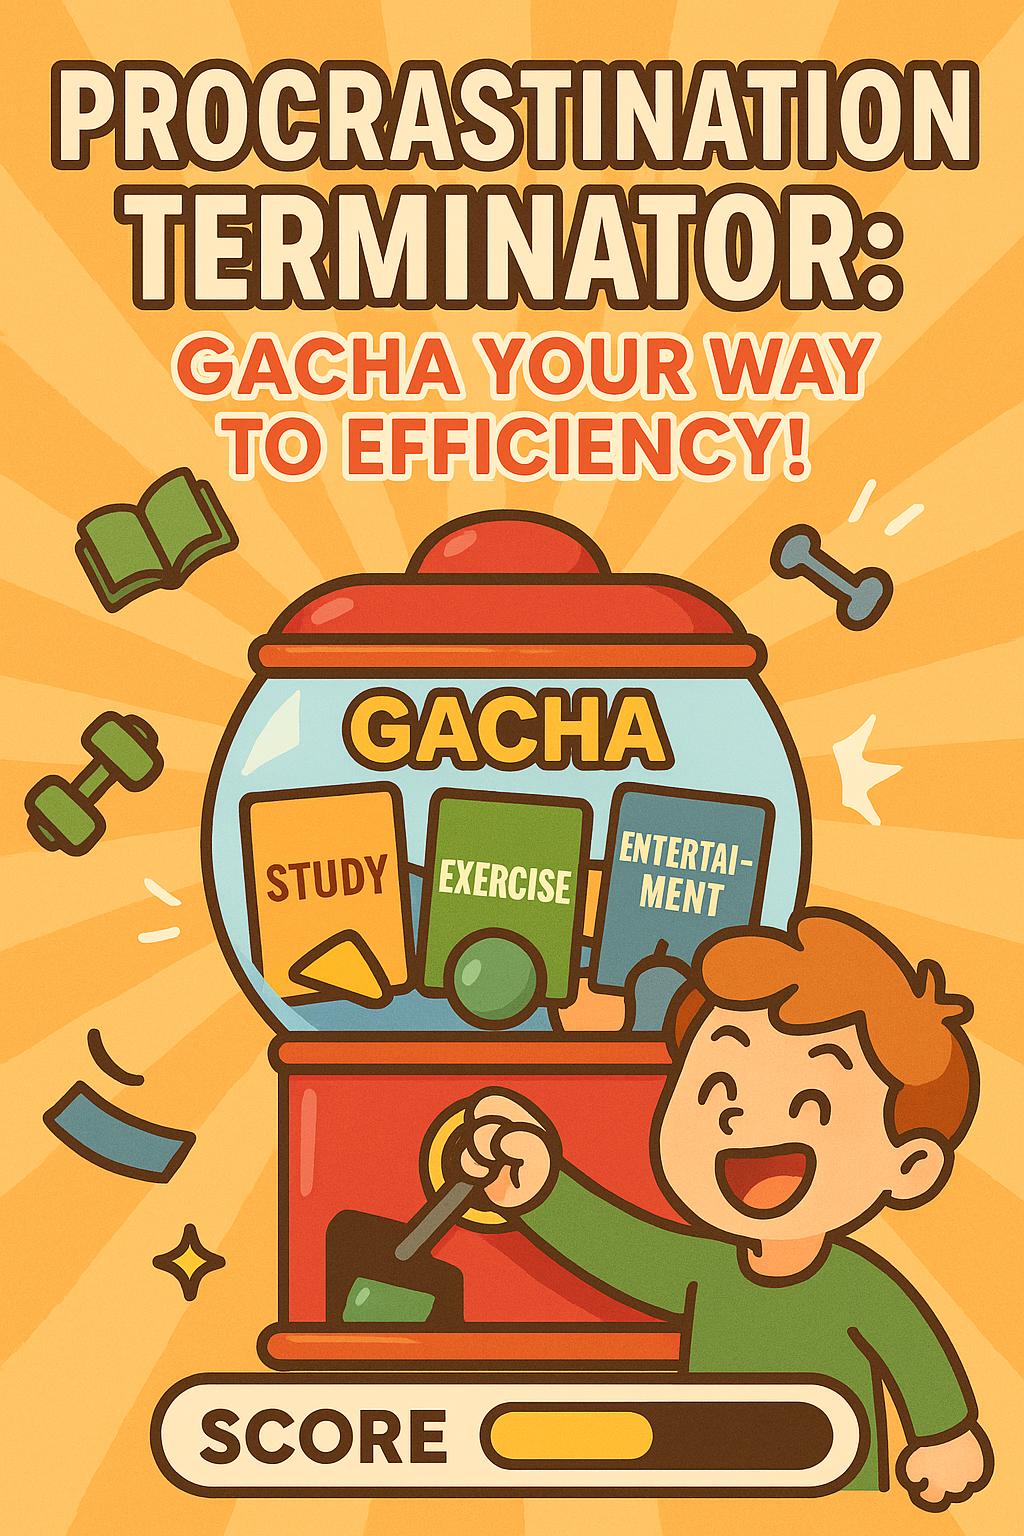 PROCRASTINATION
TERMINATOR:
GACHA YOUR WAY
TO EFFICIENCY!
GACHA
STUDY
EXERCISE
ENTERTAI-
MENT
SCORE